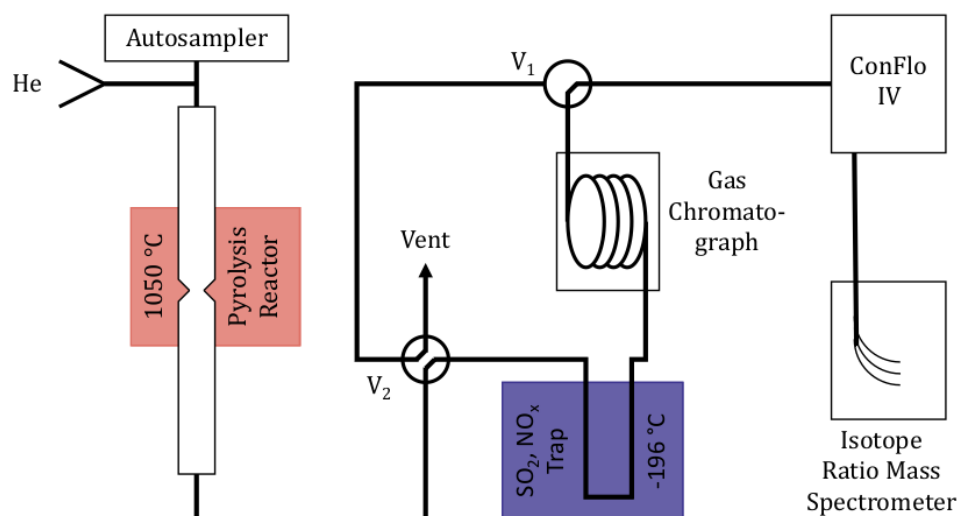 Autosampler
He
1050 °C
Pyrolysis
Reactor
V₁
V₂
Vent
Gas
Chromato-
graph
SO₂, NOₓ
Trap
-196 °C
ConFlo
IV
Isotope
Ratio Mass
Spectrometer